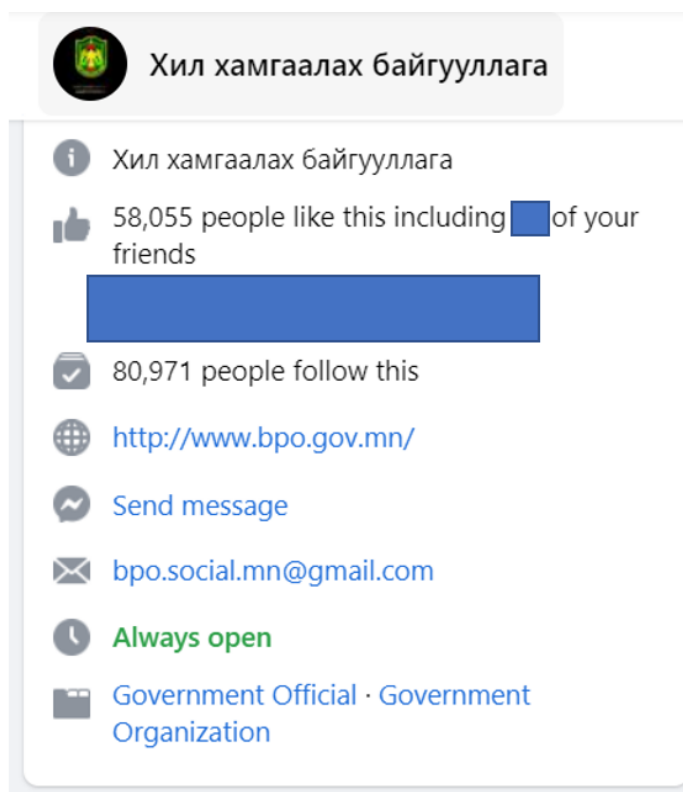 Хил хамгаалах байгууллага
Хил хамгаалах байгууллага
58,055 people like this including of your
friends
80,971 people follow this
http://www.bpo.gov.mn/
Send message
bpo.social.mn@gmail.com
Always open
Government Official · Government
Organization